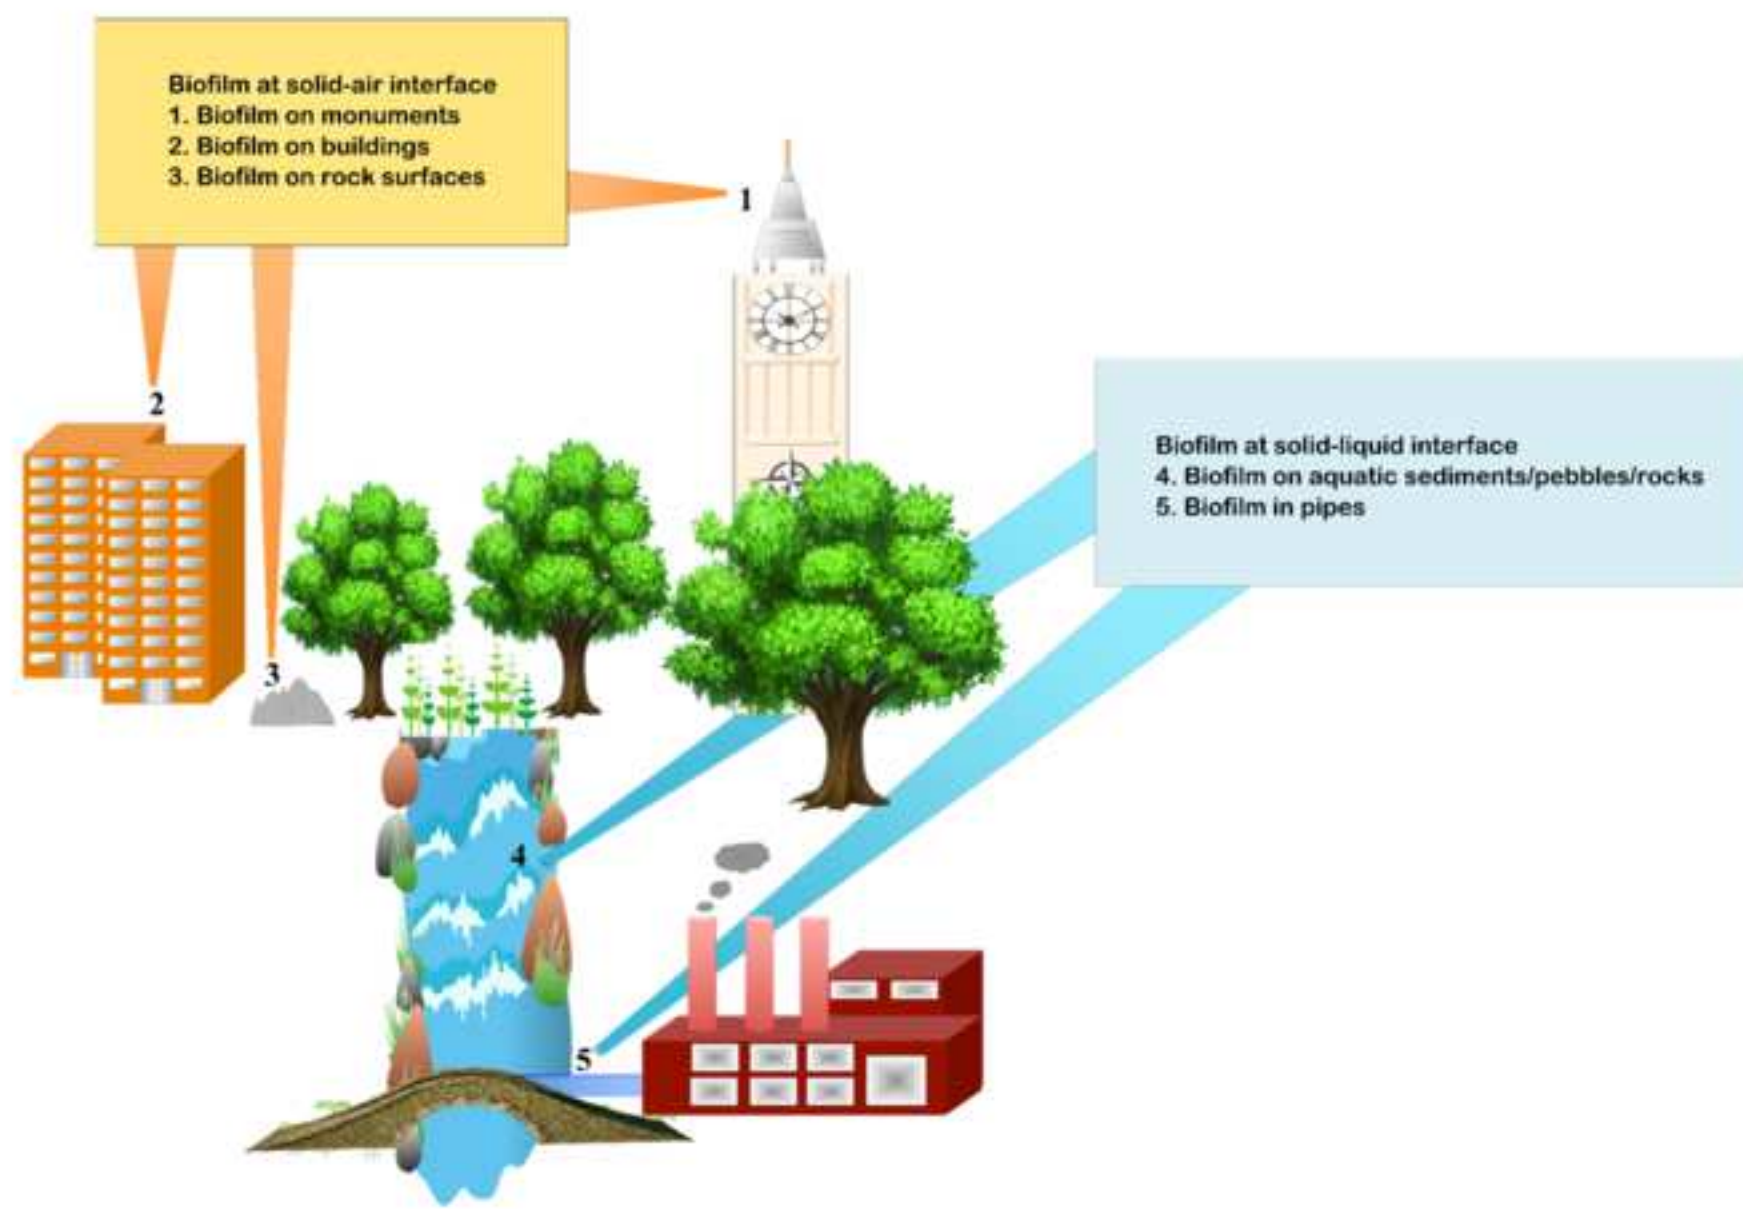 Biofilm at solid-air interface
1. Biofilm on monuments
2. Biofilm on buildings
3. Biofilm on rock surfaces
1
2
Biofilm at solid-liquid interface
4. Biofilm on aquatic sediments/pebbles/rocks
5. Biofilm in pipes
3
4
5